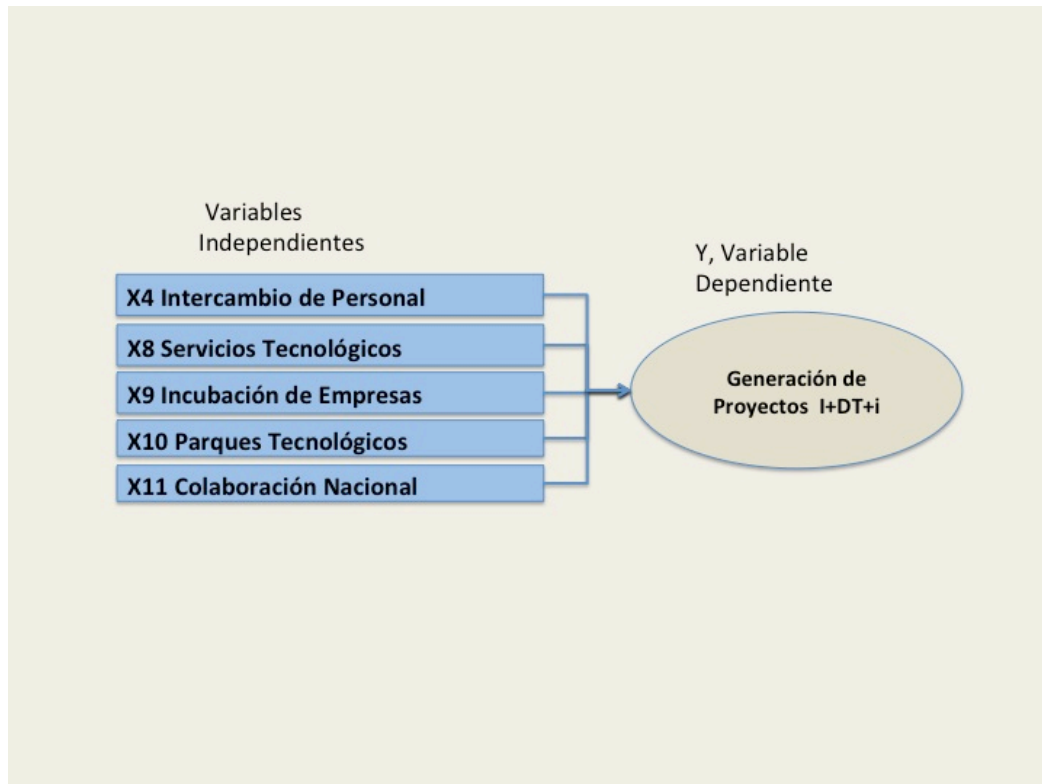 Variables
Independientes
X4 Intercambio de Personal
X8 Servicios Tecnológicos
X9 Incubación de Empresas
X10 Parques Tecnológicos
X11 Colaboración Nacional
Y, Variable
Dependiente
Generación de
Proyectos I+DT+i